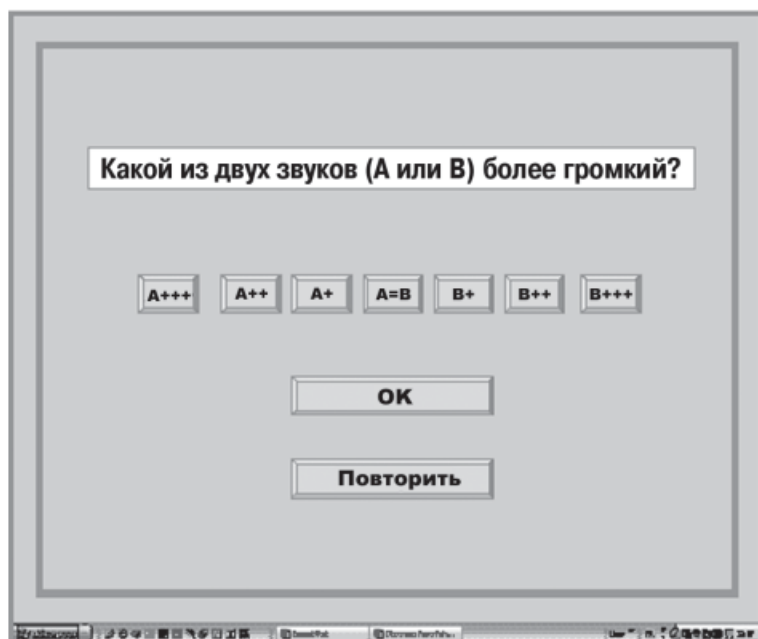 Какой из двух звуков (А или В) более громкий?
A+++ A++ A+ A=B B+ B++ B+++
OK
Повторить